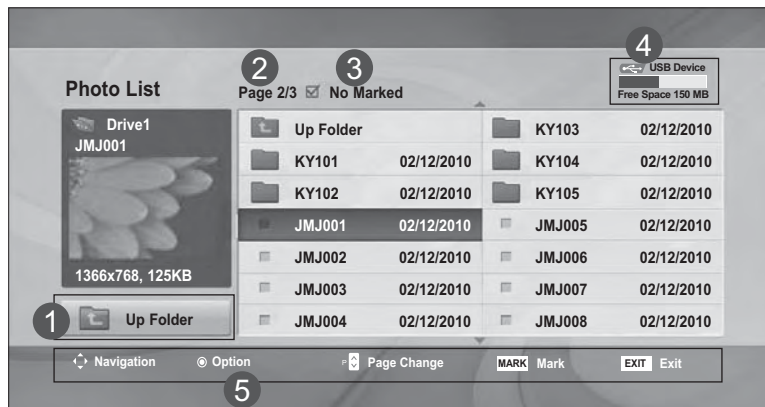 4
USB Device
2 3
Photo List Page 2/3 No Marked Free Space 150 MB
Drive1
JMJ001
Up Folder KY103 02/12/2010
KY101 02/12/2010 KY104 02/12/2010
KY102 02/12/2010 KY105 02/12/2010
JMJ001 02/12/2010 JMJ005 02/12/2010
JMJ002 02/12/2010 JMJ006 02/12/2010
1366x768, 125KB
JMJ003 02/12/2010 JMJ007 02/12/2010
1 Up Folder JMJ004 02/12/2010 JMJ008 02/12/2010
Navigation Option P Page Change MARK Mark EXIT Exit
5